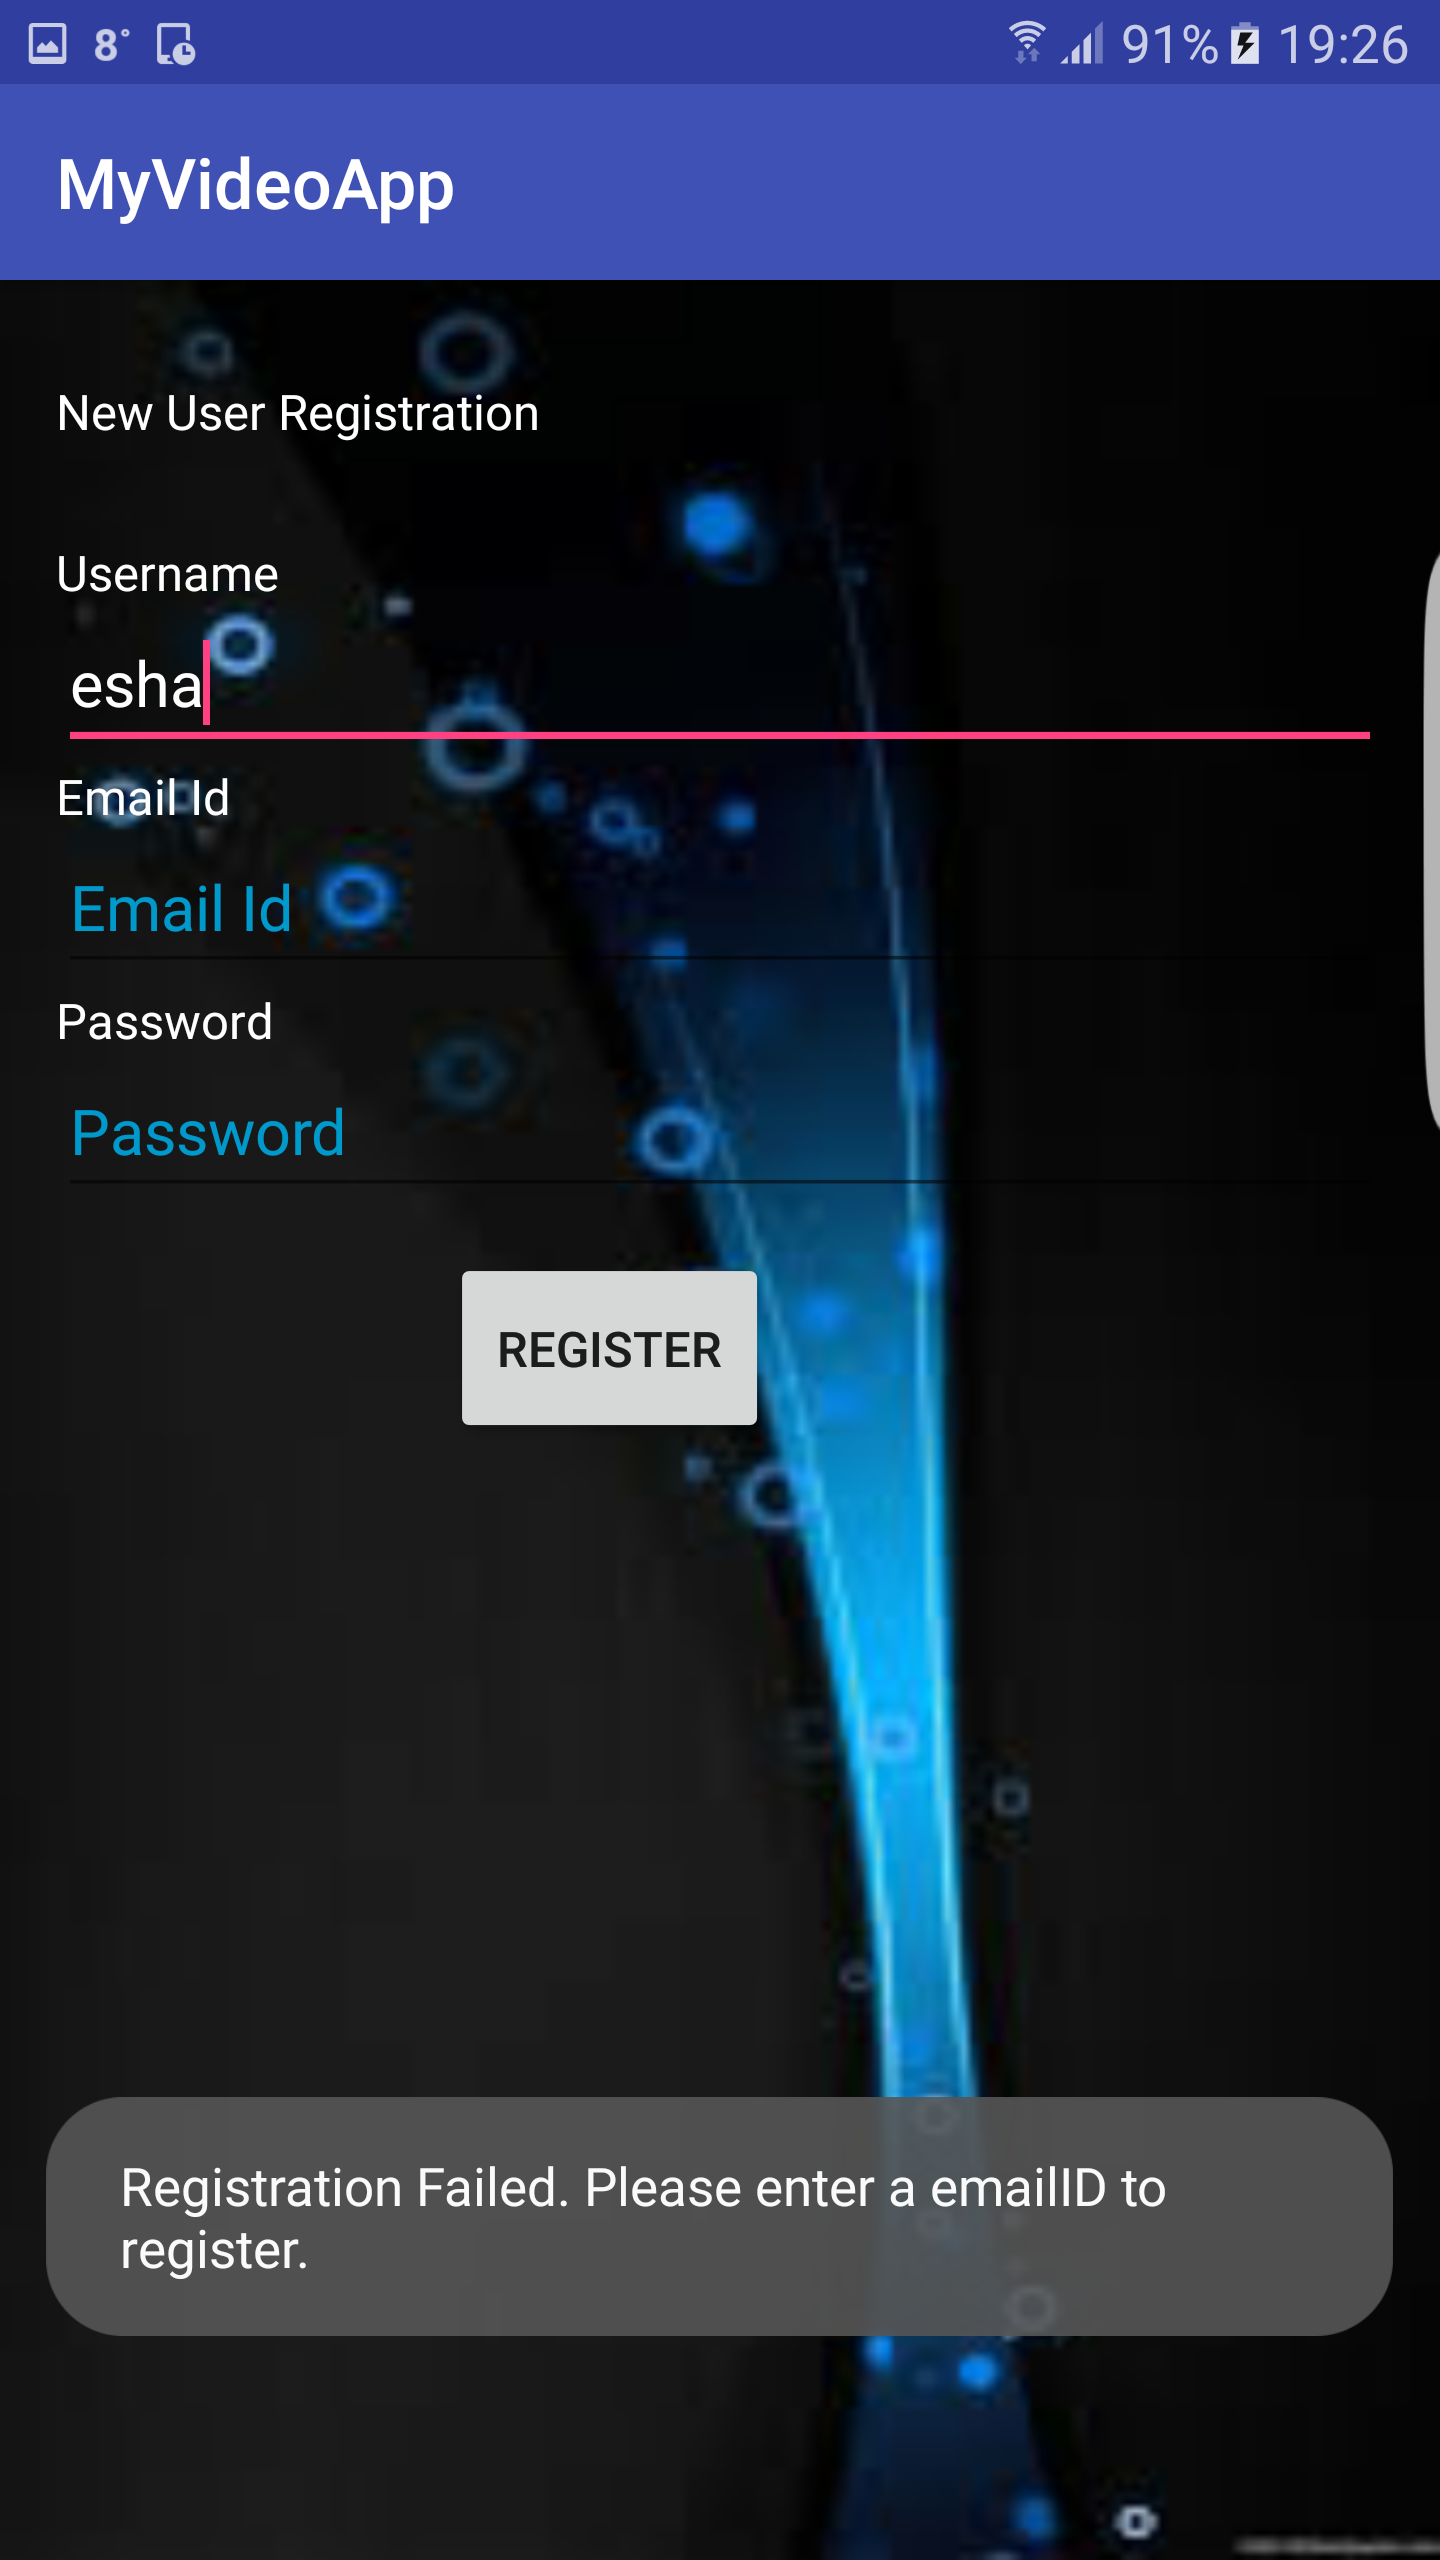 8° 91% 19:26
MyVideoApp
New User Registration
Username
esha
Email Id
Email Id
Password
Password
REGISTER
Registration Failed. Please enter a emailID to
register.